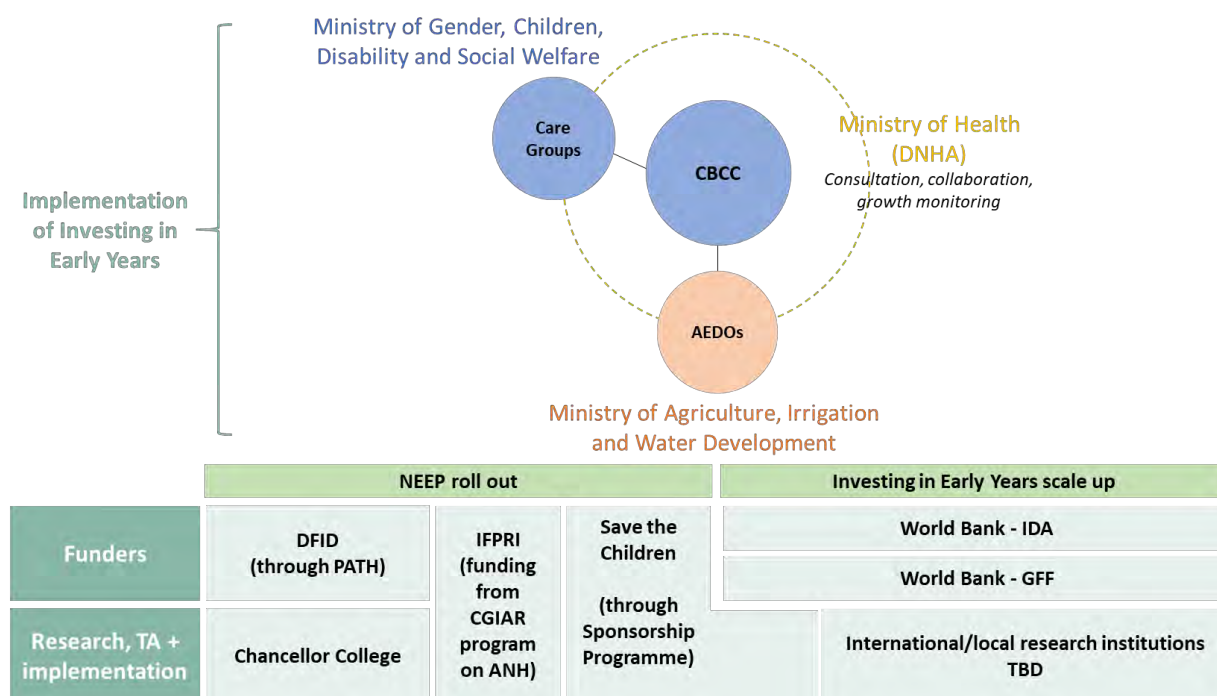 Ministry of Gender, Children,
Disability and Social Welfare
Care
Groups
CBCC
Ministry of Health
(DNHA)
Consultation, collaboration,
growth monitoring
Implementation
of Investing in
Early Years
AEDOs
Ministry of Agriculture, Irrigation
and Water Development
NEEP roll out
Investing in Early Years scale up
Funders
DFID
(through PATH)
IFPRI
(funding
from
CGIAR
program
on ANH)
Save the
Children
(through
Sponsorship
Programme)
World Bank - IDA
World Bank - GFF
Research, TA +
implementation
Chancellor College
International/local research institutions
TBD